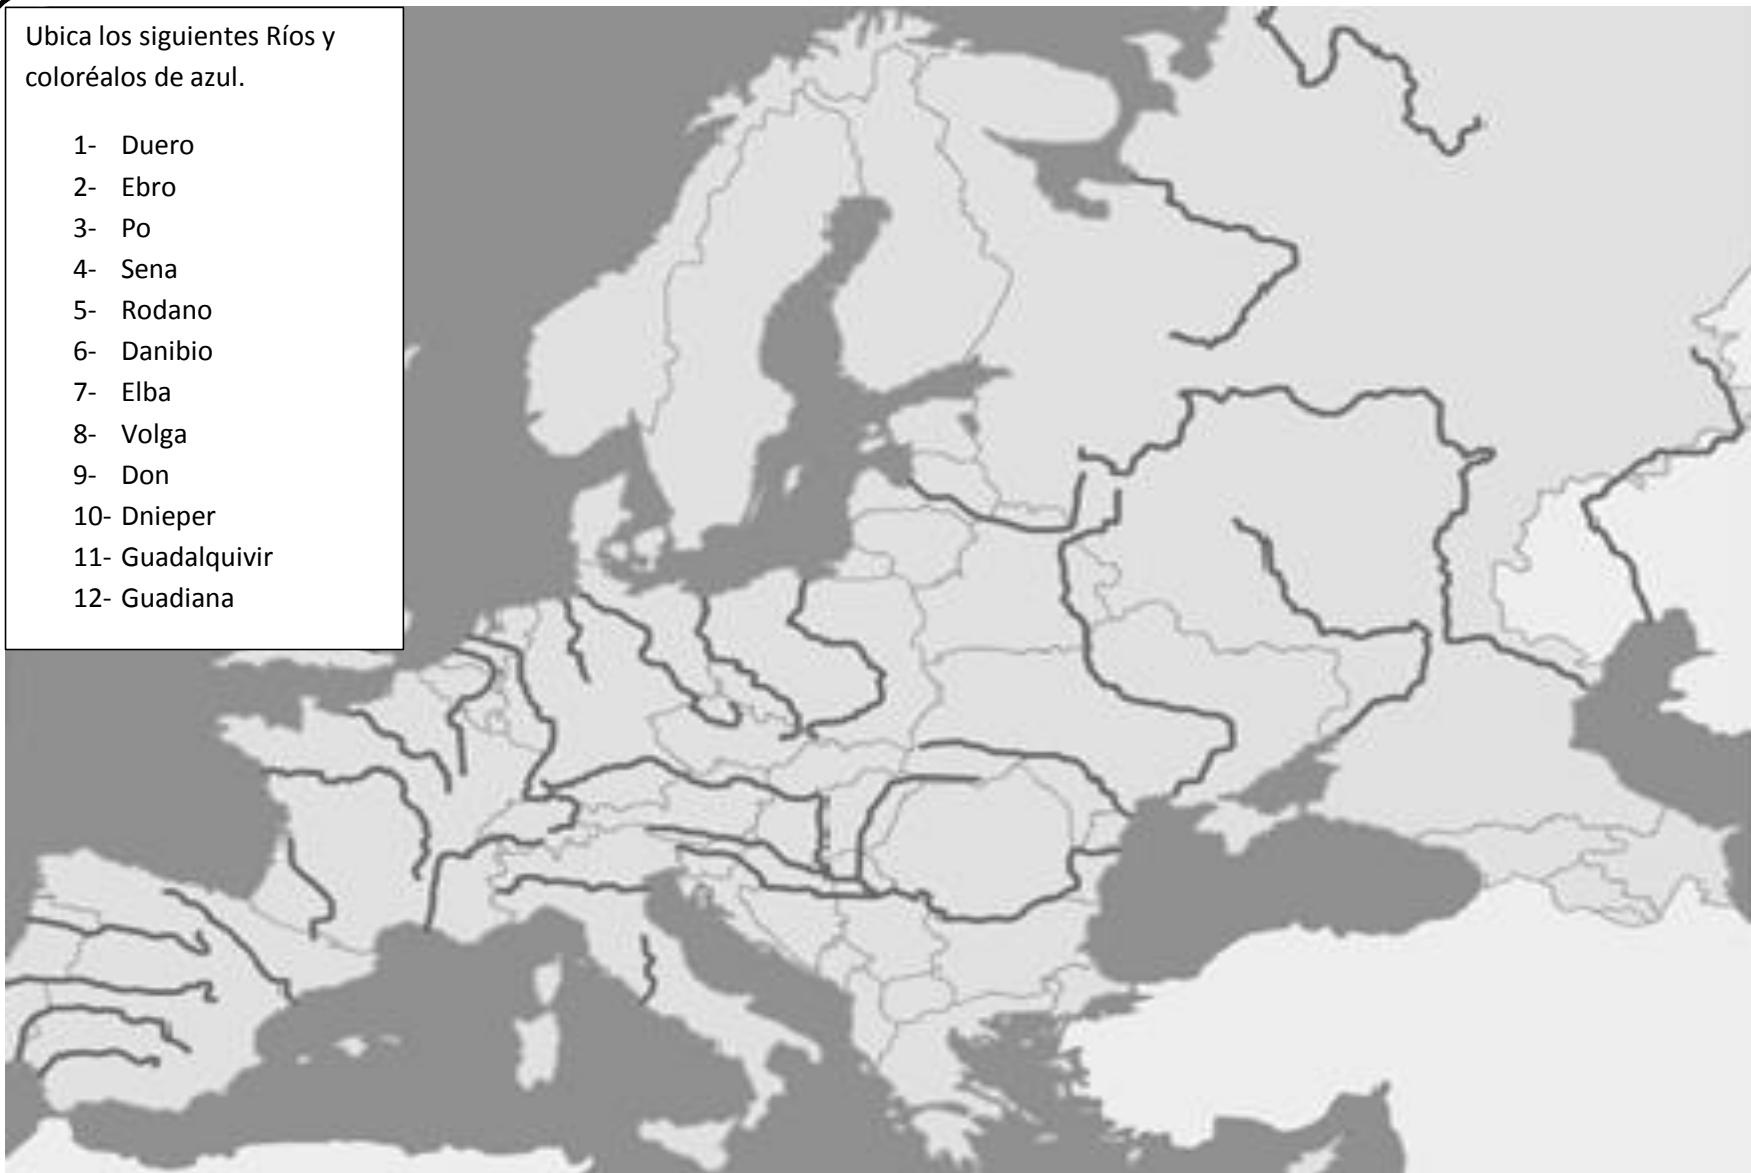 Ubica los siguientes Ríos y
coloréalos de azul.
1- Duero
2- Ebro
3- Po
4- Sena
5- Rodano
6- Danibio
7- Elba
8- Volga
9- Don
10- Dnieper
11- Guadalquivir
12- Guadiana